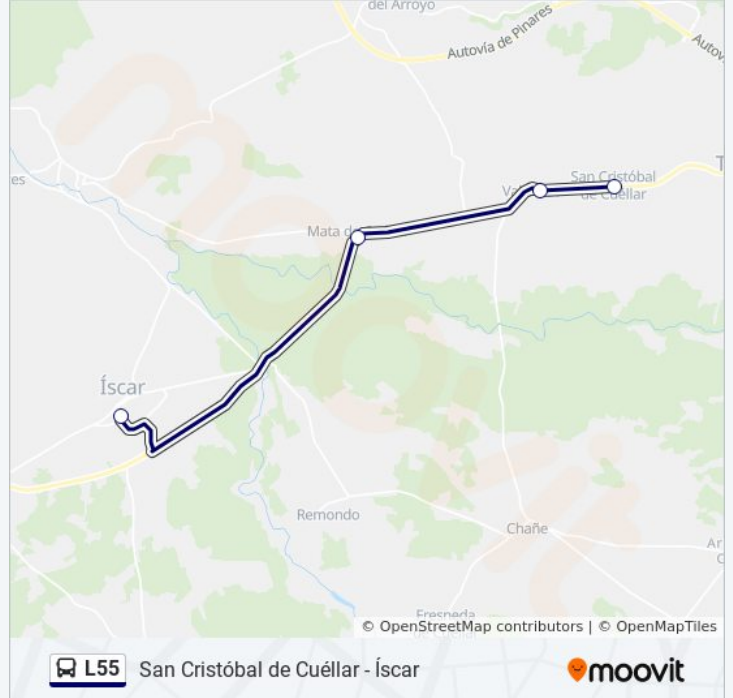 del Arroyo
Autovía de Pinares
San Cristóbal
de Cuéllar
Mata
Íscar
Remondo
Chañe
© OpenStreetMap contributors | © OpenMapTiles
L55 San Cristóbal de Cuéllar - Íscar
moovit